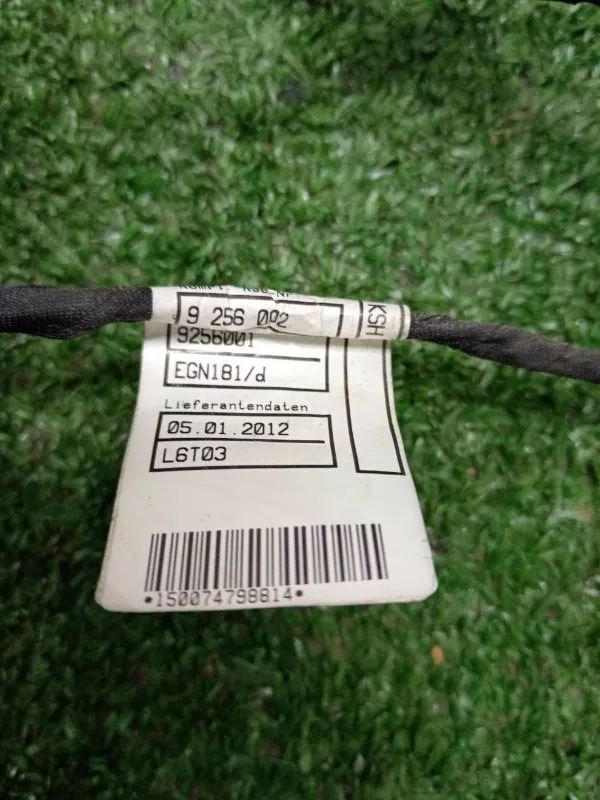 9 256 002
KSH
9256001
EGN181/d
Lieferantendaten
05.01.2012
L6T03
*150074798814*